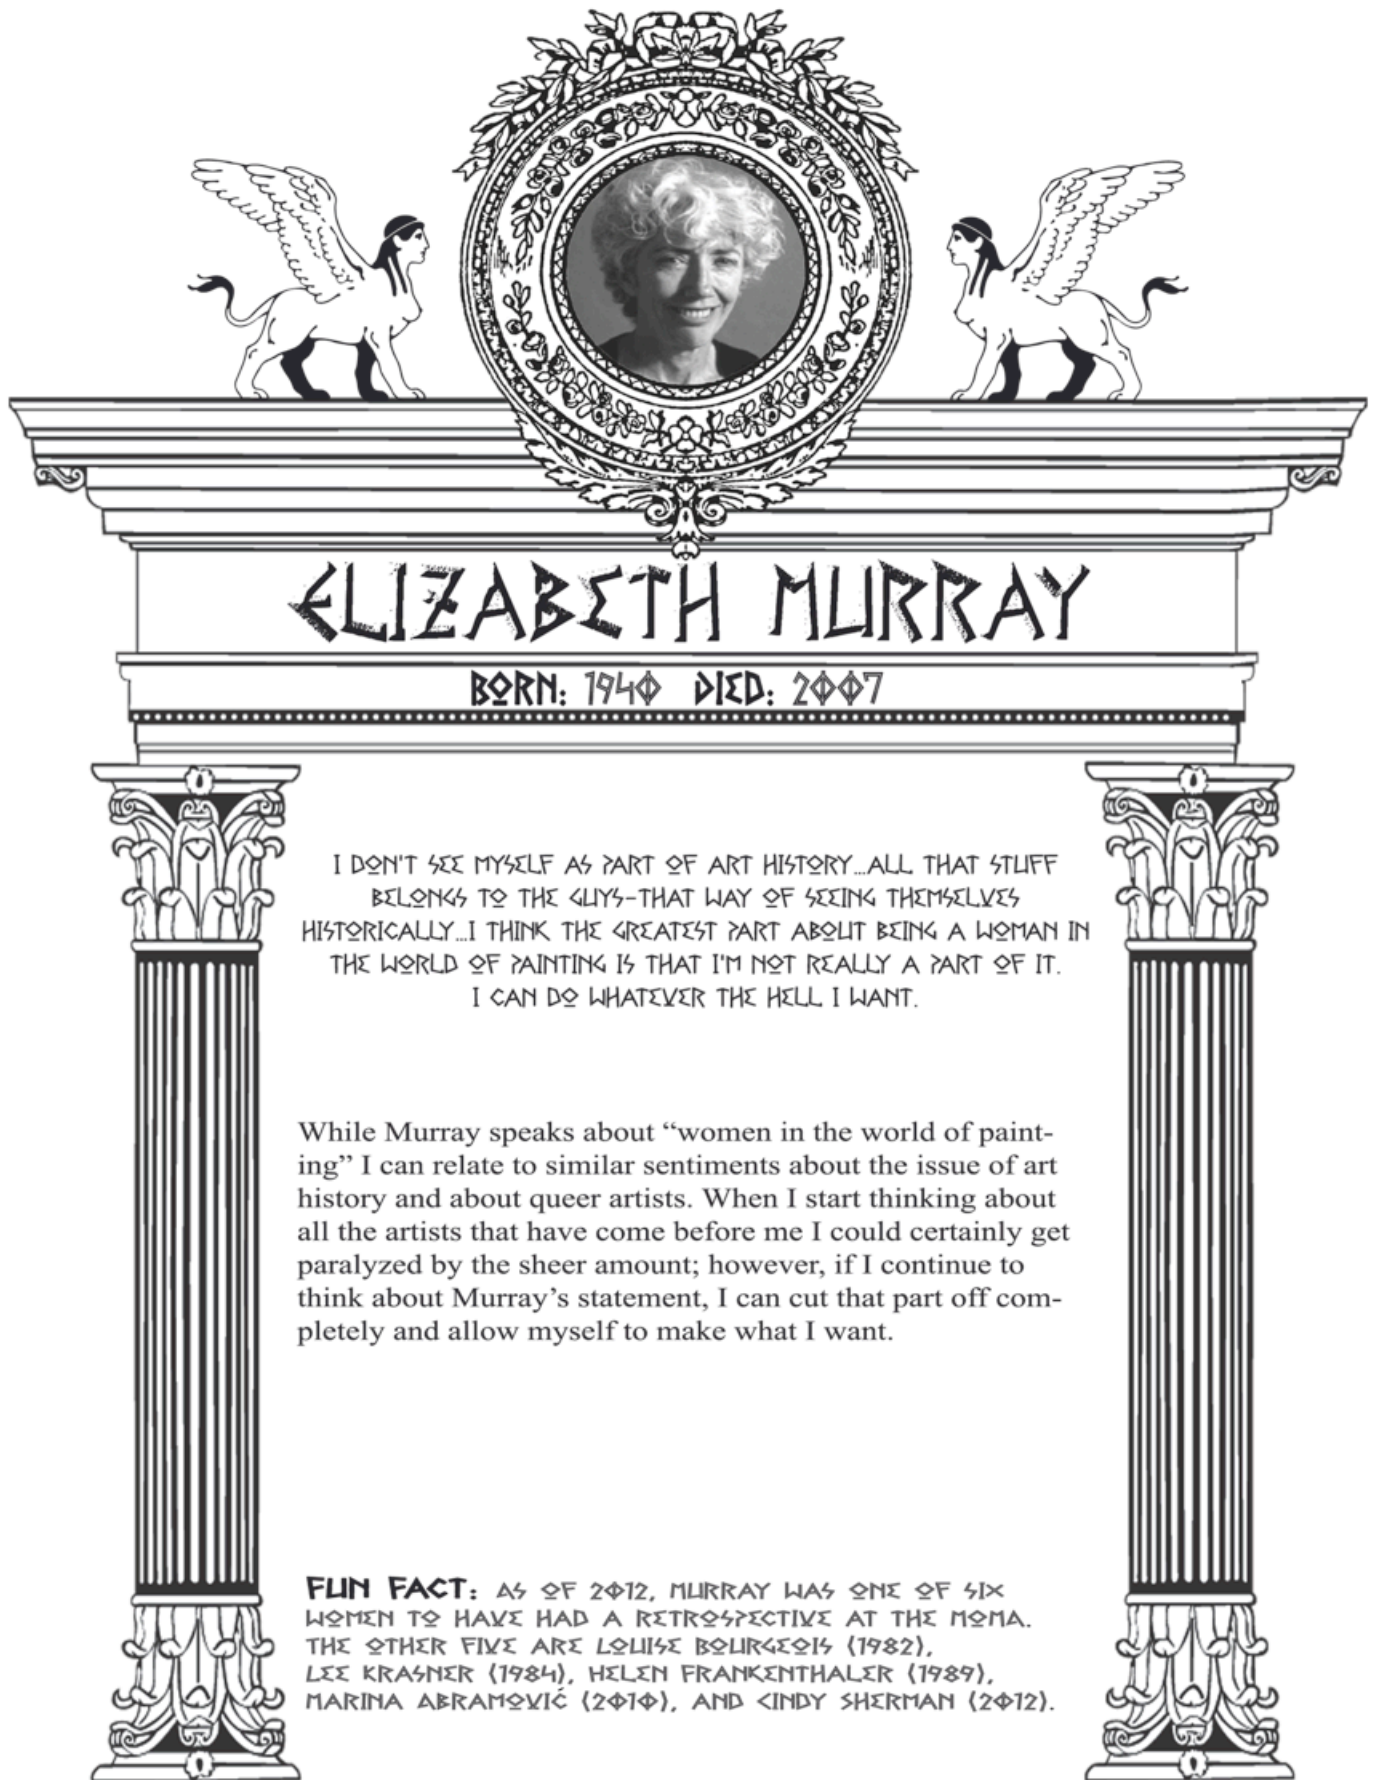 ELIZABETH MURRAY
BORN: 1940 DIED: 2007
I DON'T SEE MYSELF AS PART OF ART HISTORY...ALL THAT STUFF
BELONGS TO THE GUYS-THAT WAY OF SEEING THEMSELVES
HISTORICALLY...I THINK THE GREATEST PART ABOUT BEING A WOMAN IN
THE WORLD OF PAINTING IS THAT I'M NOT REALLY A PART OF IT.
I CAN DO WHATEVER THE HELL I WANT.
While Murray speaks about “women in the world of paint-
ing” I can relate to similar sentiments about the issue of art
history and about queer artists. When I start thinking about
all the artists that have come before me I could certainly get
paralyzed by the sheer amount; however, if I continue to
think about Murray’s statement, I can cut that part off com-
pletely and allow myself to make what I want.
FUN FACT: AS OF 2012, MURRAY WAS ONE OF SIX
WOMEN TO HAVE HAD A RETROSPECTIVE AT THE MOMA.
THE OTHER FIVE ARE LOUISE BOURGEOIS (1982),
LEE KRASNER (1984), HELEN FRANKENTHALER (1989),
MARINA ABRAMOVIĆ (2010), AND CINDY SHERMAN (2012).